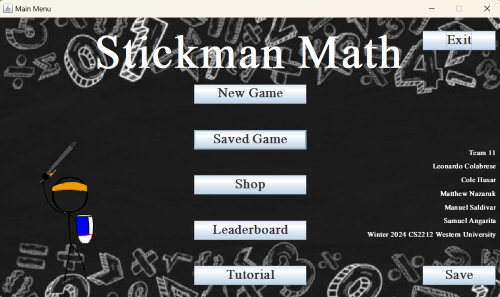 Main Menu
Stickman Math
Exit
New Game
Saved Game
Shop
Leaderboard
Tutorial
Team 11
Leonardo Colabrese
Cole Husar
Matthew Nazaruk
Manuel Saldivar
Samuel Angarita
Winter 2024 CS2212 Western University
Save